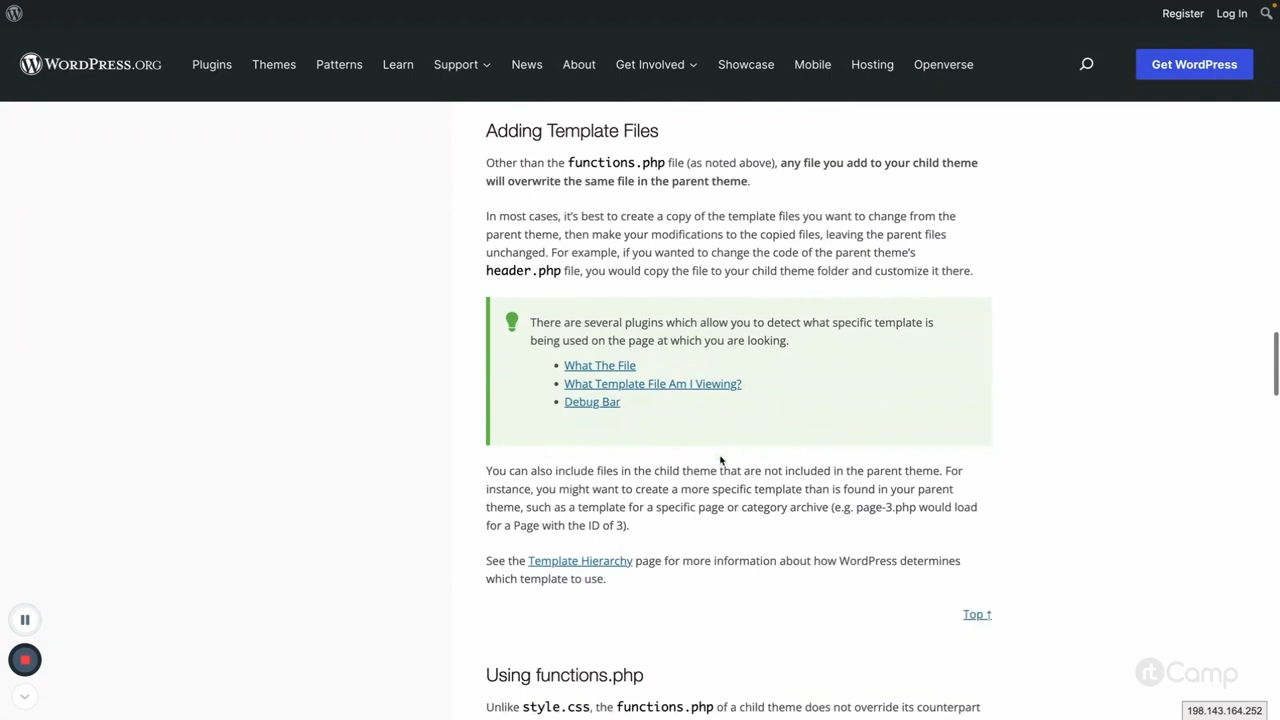 Register Log In
WORDPRESS.ORG Plugins Themes Patterns Learn Support News About Get Involved Showcase Mobile Hosting Openverse Get WordPress
Adding Template Files
Other than the functions.php file (as noted above), any file you add to your child theme
will overwrite the same file in the parent theme.
In most cases, it’s best to create a copy of the template files you want to change from the
parent theme, then make your modifications to the copied files, leaving the parent files
unchanged. For example, if you wanted to change the code of the parent theme’s
header.php file, you would copy the file to your child theme folder and customize it there.
There are several plugins which allow you to detect what specific template is
being used on the page at which you are looking.
• What The File
• What Template File Am I Viewing?
• Debug Bar
You can also include files in the child theme that are not included in the parent theme. For
instance, you might want to create a more specific template than is found in your parent
theme, such as a template for a specific page or category archive (e.g. page-3.php would load
for a Page with the ID of 3).
See the Template Hierarchy page for more information about how WordPress determines
which template to use.
Top ↑
Using functions.php
Unlike style.css, the functions.php of a child theme does not override its counterpart
rtCamp
198.143.164.252